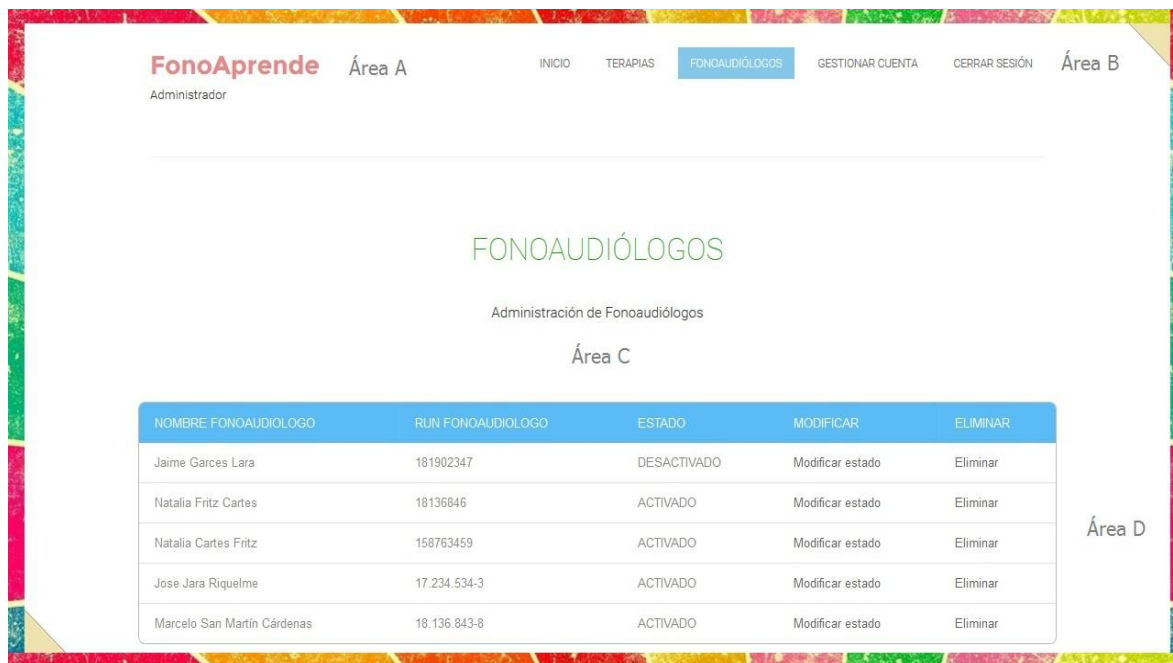 FonoAprende Área A INICIO TERAPIAS FONOAUDIÓLOGOS GESTIONAR CUENTA CERRAR SESIÓN Área B
Administrador
FONOAUDIÓLOGOS
Administración de Fonoaudiólogos
Área C
NOMBRE FONOAUDIOLOGO RUN FONOAUDIOLOGO ESTADO MODIFICAR ELIMINAR
Jaime Garces Lara 181902347 DESACTIVADO Modificar estado Eliminar
Natalia Fritz Cartes 18136846 ACTIVADO Modificar estado Eliminar
Área D
Natalia Cartes Fritz 158763459 ACTIVADO Modificar estado Eliminar
Jose Jara Riquelme 17.234.534-3 ACTIVADO Modificar estado Eliminar
Marcelo San Martín Cárdenas 18.136.843-8 ACTIVADO Modificar estado Eliminar